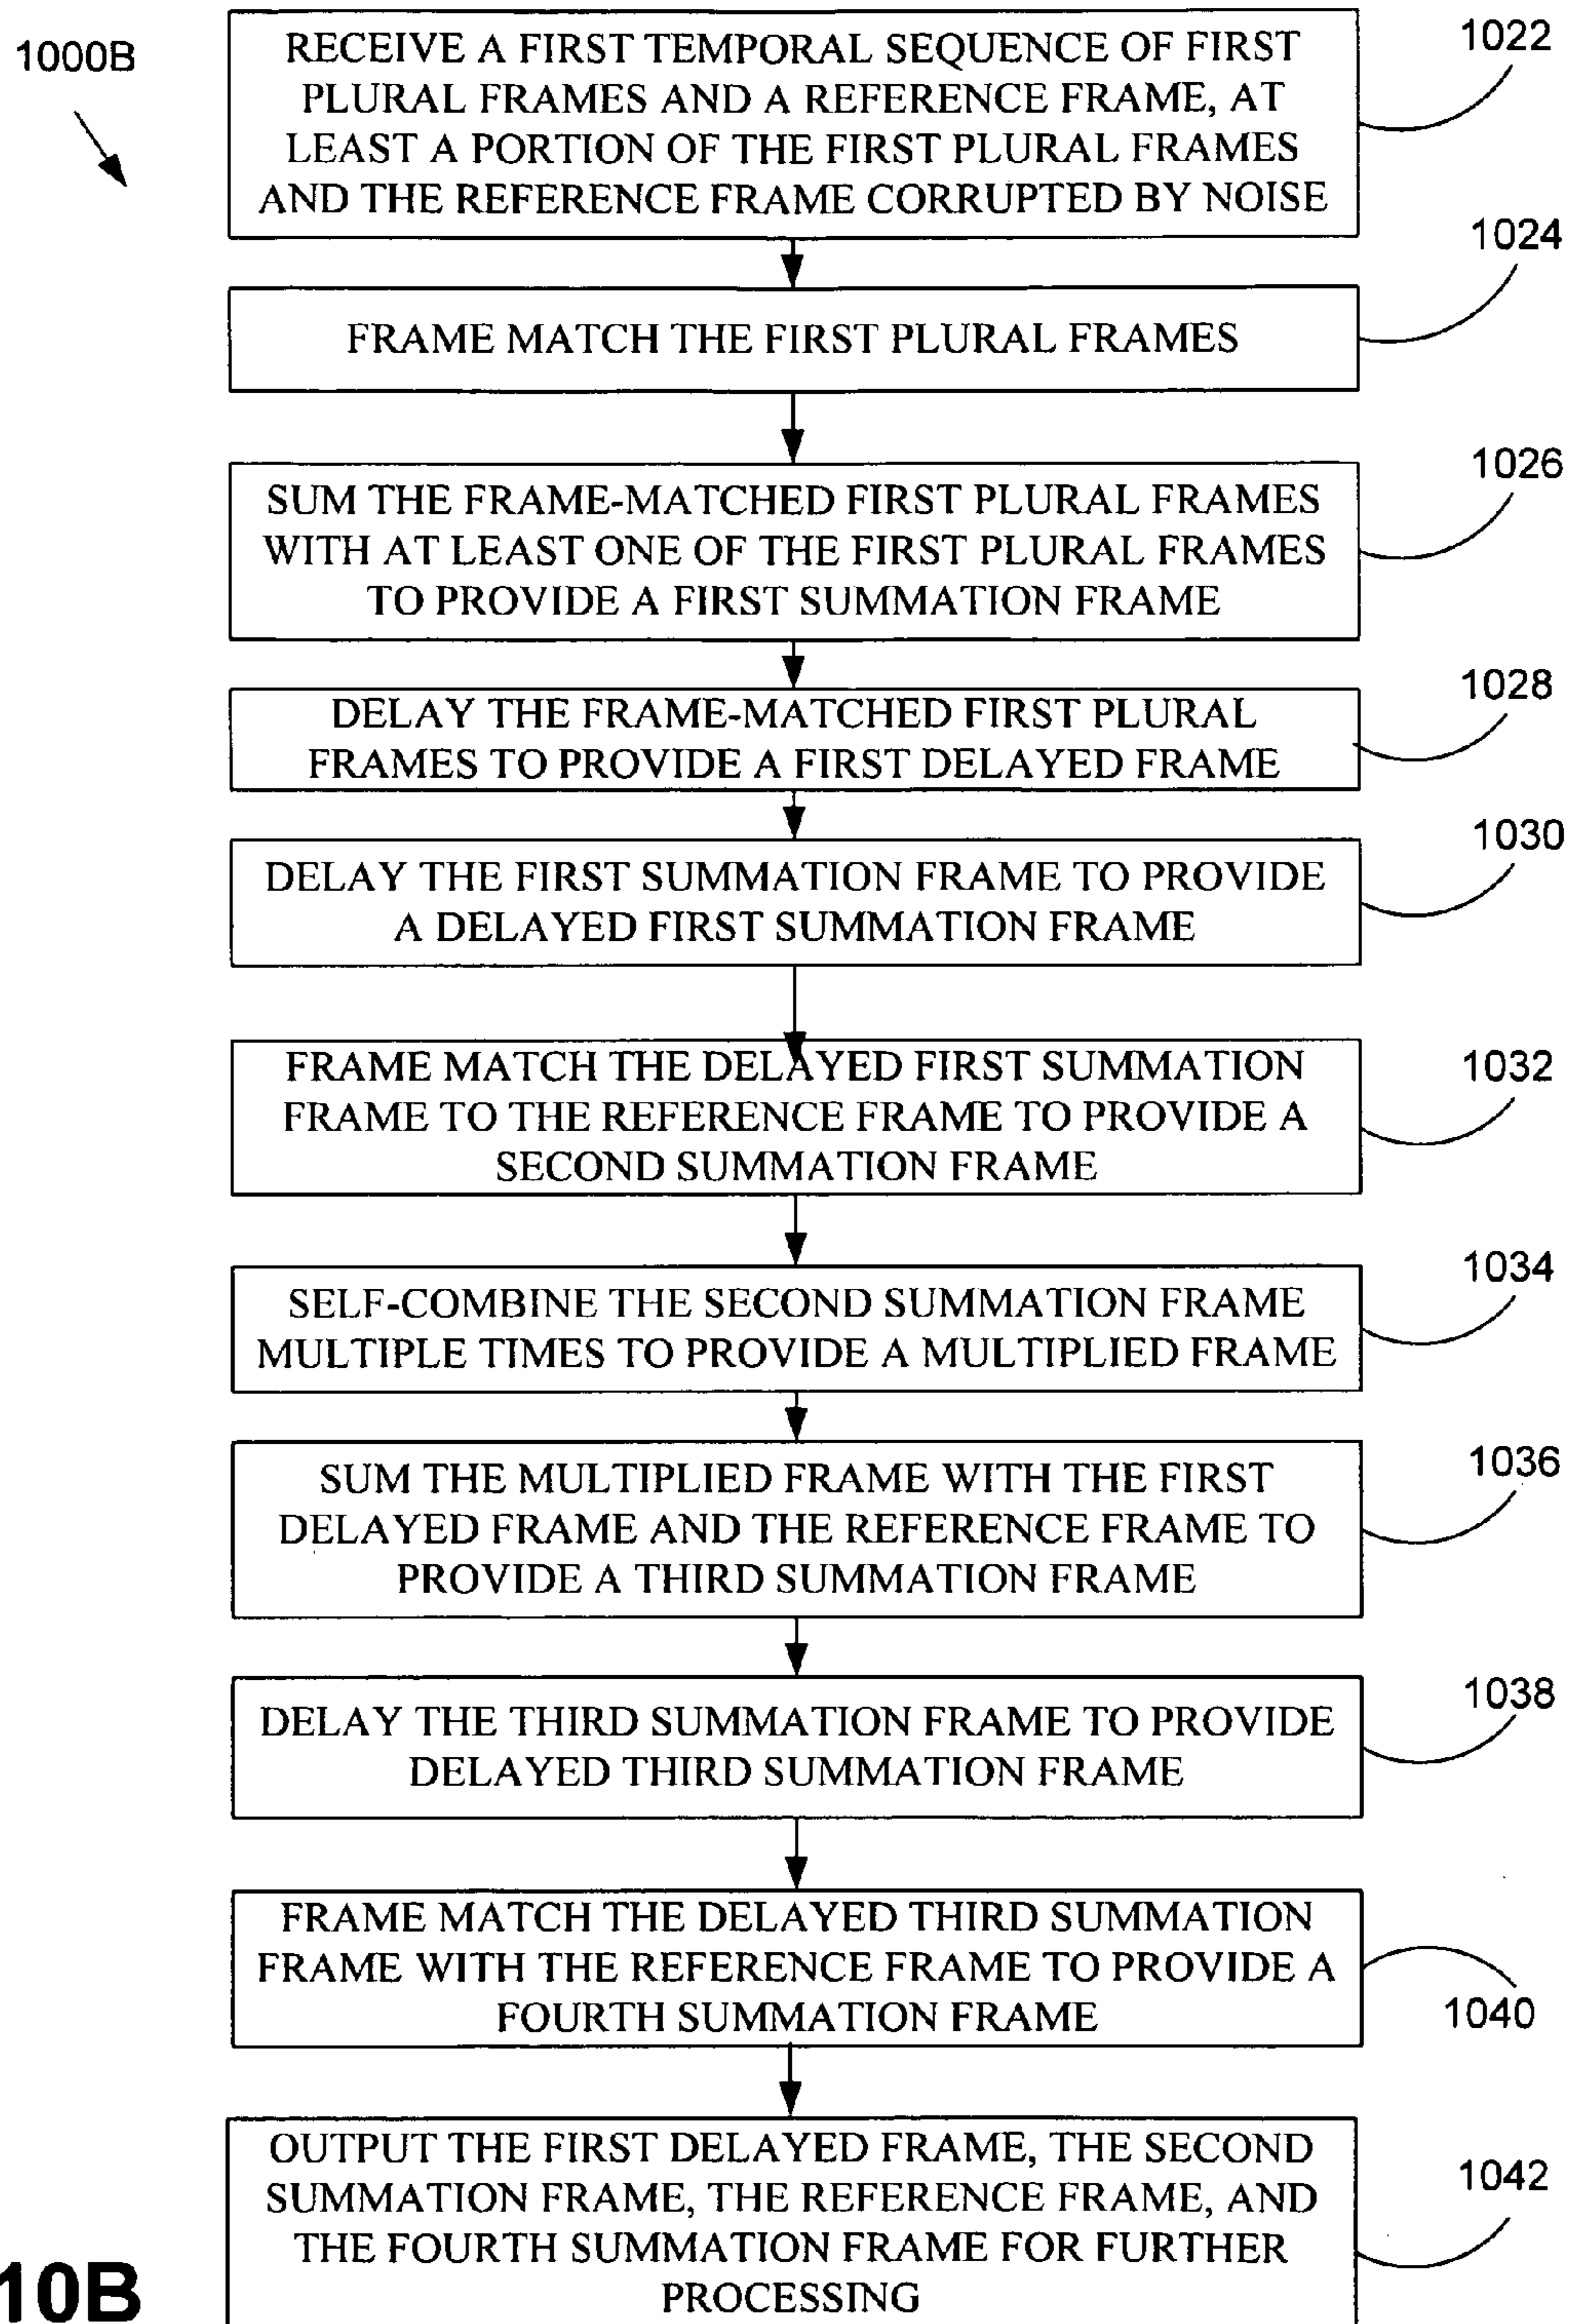 1000B
RECEIVE A FIRST TEMPORAL SEQUENCE OF FIRST
PLURAL FRAMES AND A REFERENCE FRAME, AT
LEAST A PORTION OF THE FIRST PLURAL FRAMES
AND THE REFERENCE FRAME CORRUPTED BY NOISE
1022
FRAME MATCH THE FIRST PLURAL FRAMES
1024
SUM THE FRAME-MATCHED FIRST PLURAL FRAMES
WITH AT LEAST ONE OF THE FIRST PLURAL FRAMES
TO PROVIDE A FIRST SUMMATION FRAME
1026
DELAY THE FRAME-MATCHED FIRST PLURAL
FRAMES TO PROVIDE A FIRST DELAYED FRAME
1028
DELAY THE FIRST SUMMATION FRAME TO PROVIDE
A DELAYED FIRST SUMMATION FRAME
1030
FRAME MATCH THE DELAYED FIRST SUMMATION
FRAME TO THE REFERENCE FRAME TO PROVIDE A
SECOND SUMMATION FRAME
1032
SELF-COMBINE THE SECOND SUMMATION FRAME
MULTIPLE TIMES TO PROVIDE A MULTIPLIED FRAME
1034
SUM THE MULTIPLIED FRAME WITH THE FIRST
DELAYED FRAME AND THE REFERENCE FRAME TO
PROVIDE A THIRD SUMMATION FRAME
1036
DELAY THE THIRD SUMMATION FRAME TO PROVIDE
DELAYED THIRD SUMMATION FRAME
1038
FRAME MATCH THE DELAYED THIRD SUMMATION
FRAME WITH THE REFERENCE FRAME TO PROVIDE A
FOURTH SUMMATION FRAME
1040
OUTPUT THE FIRST DELAYED FRAME, THE SECOND
SUMMATION FRAME, THE REFERENCE FRAME, AND
THE FOURTH SUMMATION FRAME FOR FURTHER
PROCESSING
1042
10B